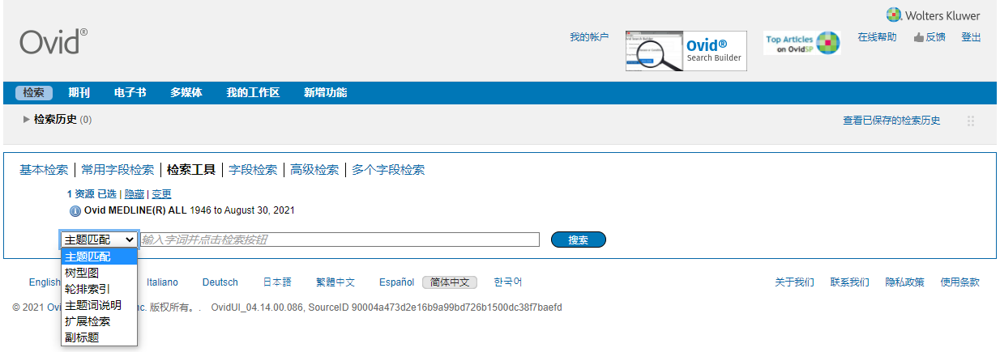 Wolters Kluwer
Ovid®
我的帐户
Ovid®
Search Builder
Top Articles
on OvidSP
在线帮助
反馈
登出
检索 期刊 电子书 多媒体 我的工作区 新增功能
检索历史 (0)
查看已保存的检索历史
基本检索 | 常用字段检索 | 检索工具 | 字段检索 | 高级检索 | 多个字段检索
1 资源 已选 | 隐藏 | 变更
Ovid MEDLINE(R) ALL 1946 to August 30, 2021
主题匹配 输入字词并点击检索按钮 搜索
主题匹配
树型图
轮排索引
主题词说明
扩展检索
副标题
English Italiano Deutsch 日本語 繁體中文 Español 简体中文 한국어
关于我们 联系我们 隐私政策 使用条款
© 2021 Ovid nc. 版权所有。. OvidUI_04.14.00.086, SourceID 90004a473d2e16b9a99bd726b1500dc38f7baefd